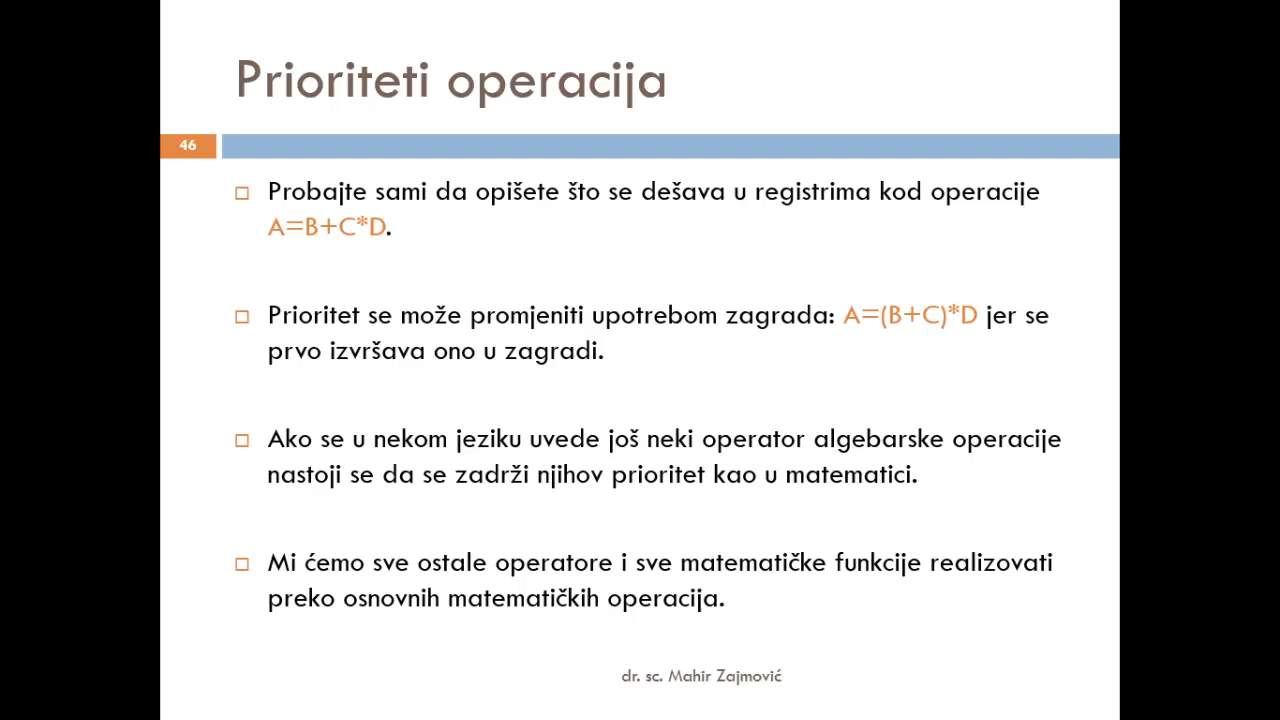 Prioriteti operacija
46
Probajte sami da opišete što se dešava u registrima kod operacije
A=B+C*D.
Prioritet se može promjeniti upotrebom zagrada: A=(B+C)*D jer se
prvo izvršava ono u zagradi.
Ako se u nekom jeziku uvede još neki operator algebarske operacije
nastoji se da se zadrži njihov prioritet kao u matematici.
Mi ćemo sve ostale operatore i sve matematičke funkcije realizovati
preko osnovnih matematičkih operacija.
dr. sc. Mahir Zajmović